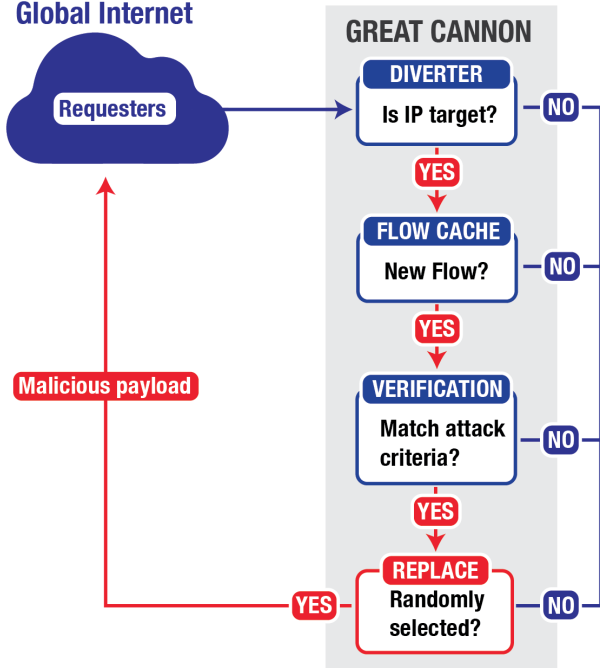 Global Internet
Requesters
GREAT CANNON
DIVERTER
Is IP target?
NO
YES
FLOW CACHE
New Flow?
NO
YES
Malicious payload
VERIFICATION
Match attack
criteria?
NO
YES
REPLACE
Randomly
selected?
YES
NO